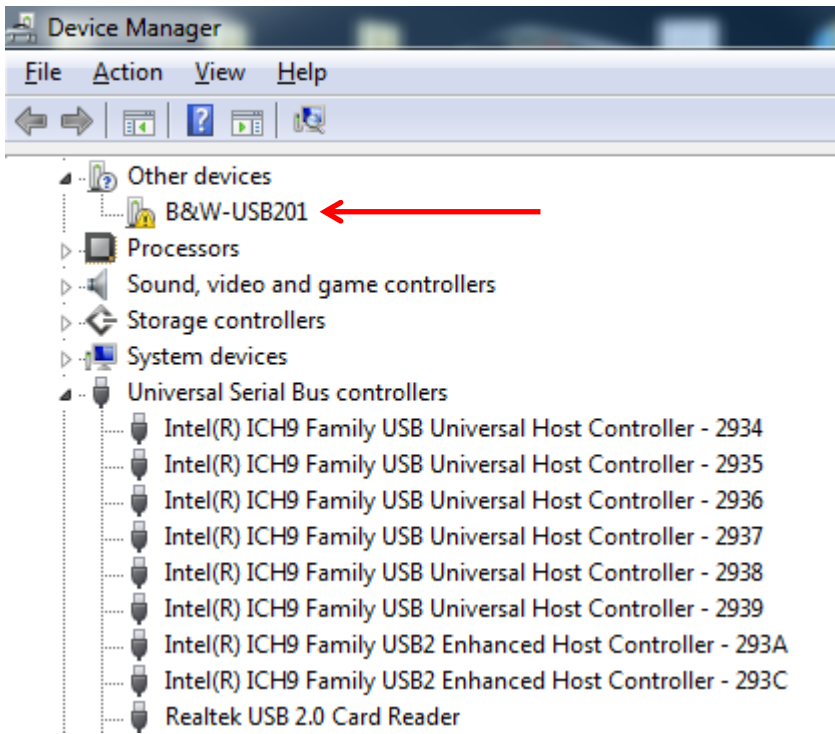 Device Manager
File Action View Help
Other devices
B&W-USB201
Processors
Sound, video and game controllers
Storage controllers
System devices
Universal Serial Bus controllers
Intel(R) ICH9 Family USB Universal Host Controller - 2934
Intel(R) ICH9 Family USB Universal Host Controller - 2935
Intel(R) ICH9 Family USB Universal Host Controller - 2936
Intel(R) ICH9 Family USB Universal Host Controller - 2937
Intel(R) ICH9 Family USB Universal Host Controller - 2938
Intel(R) ICH9 Family USB Universal Host Controller - 2939
Intel(R) ICH9 Family USB2 Enhanced Host Controller - 293A
Intel(R) ICH9 Family USB2 Enhanced Host Controller - 293C
Realtek USB 2.0 Card Reader